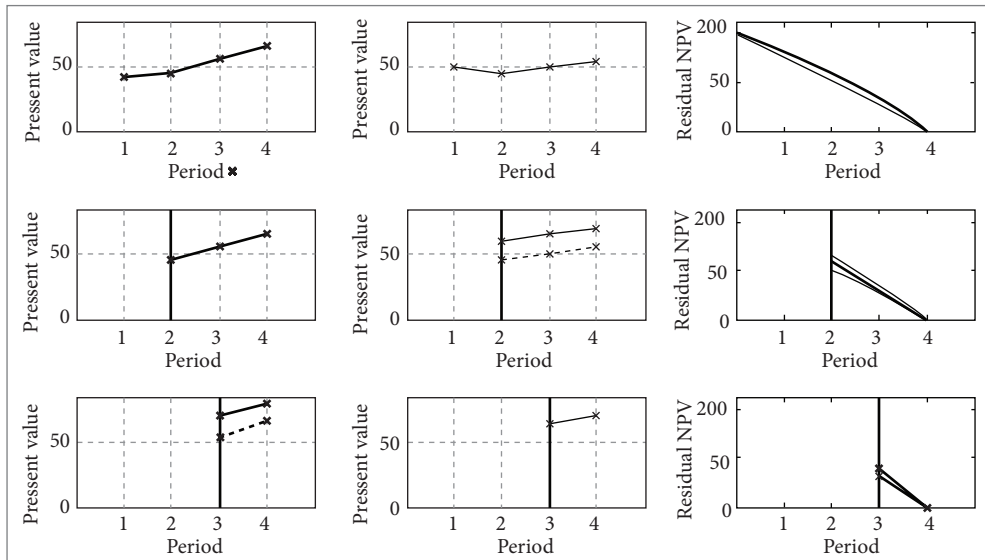 Pressent value
50
0
1 2 3 4
Period ✖
Pressent value
50
0
1 2 3 4
Period
Residual NPV
200
50
0
1 2 3 4
Pressent value
50
0
1 2 3 4
Period
Pressent value
50
0
1 2 3 4
Period
Residual NPV
200
50
0
1 2 3 4
Period
Pressent value
50
0
1 2 3 4
Period
Pressent value
50
0
1 2 3 4
Period
Residual NPV
200
50
0
1 2 3 4
Period